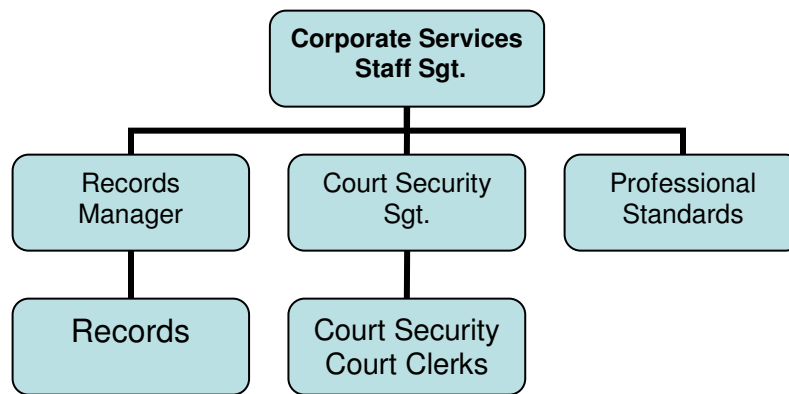 Corporate Services
Staff Sgt.
Records
Manager
Court Security
Sgt.
Professional
Standards
Records
Court Security
Court Clerks